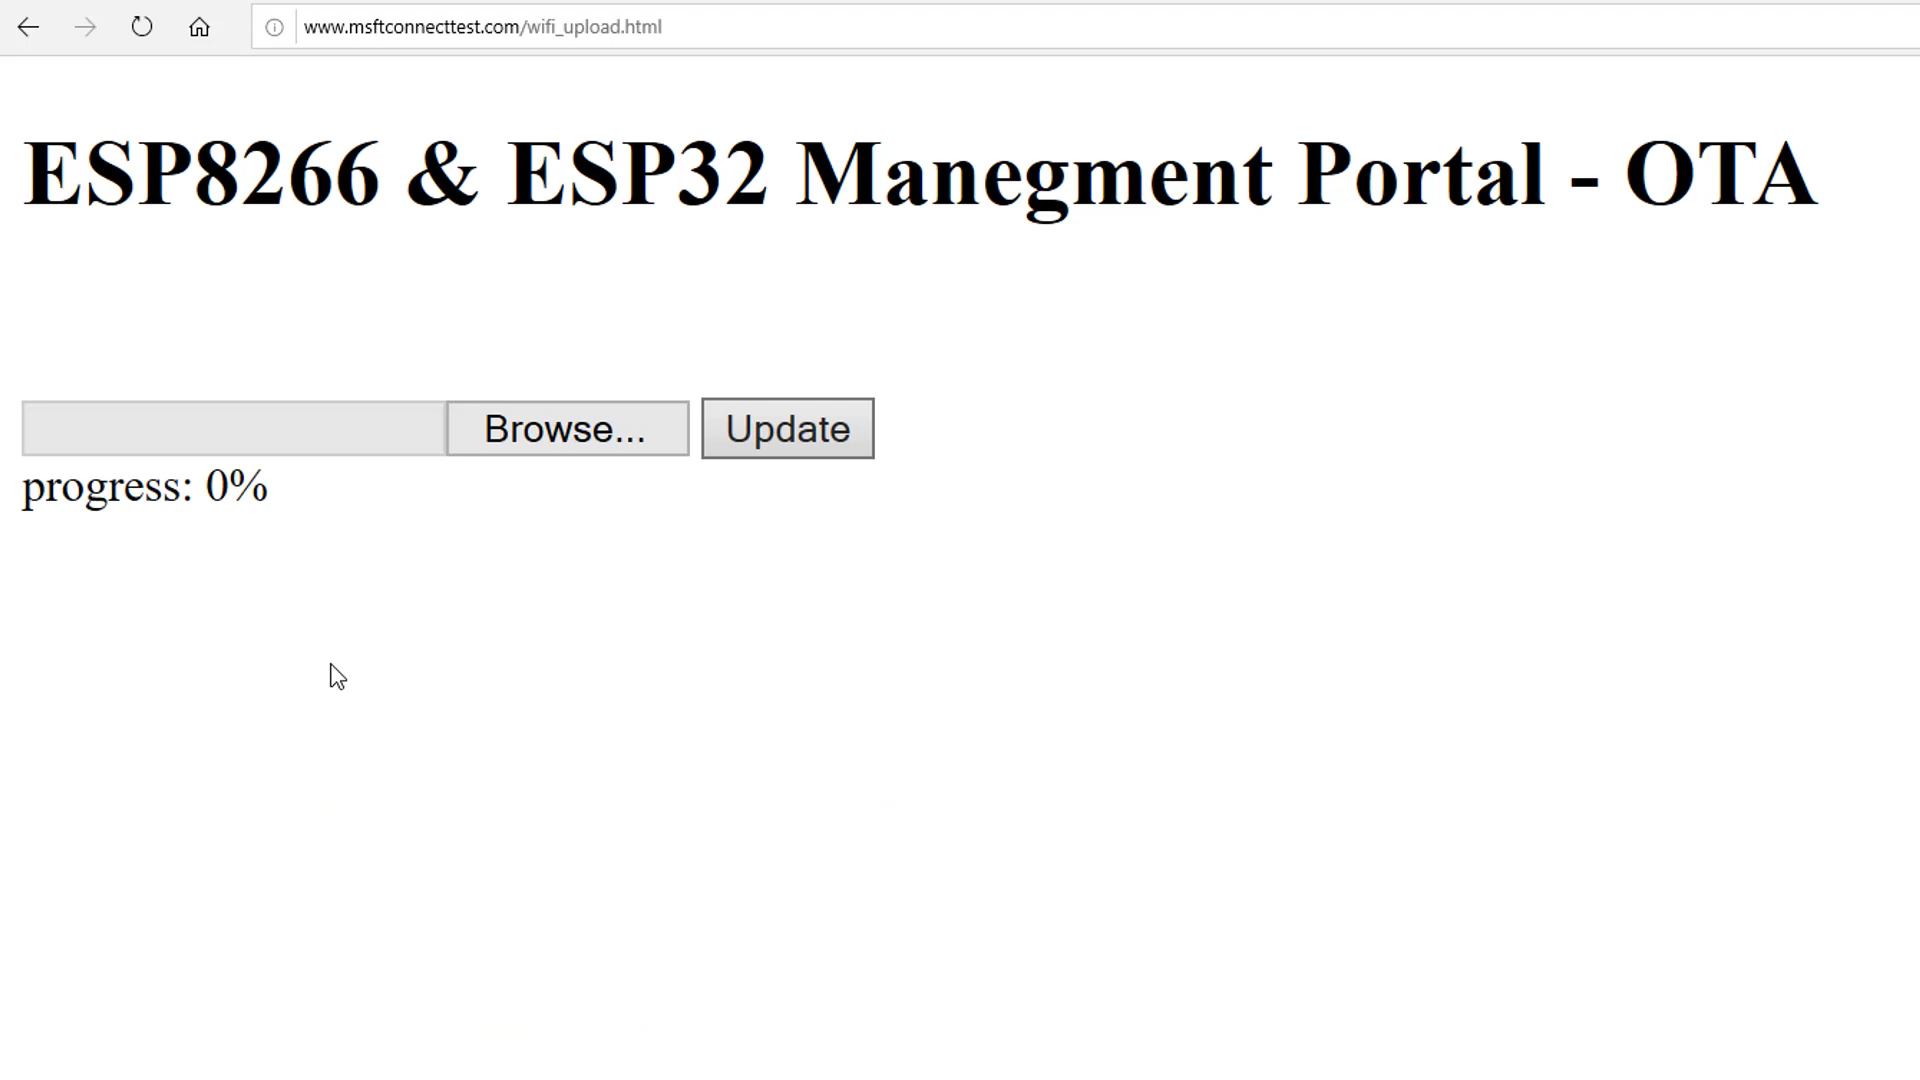 www.msftconnecttest.com/wifi_upload.html
ESP8266 & ESP32 Manegment Portal - OTA
Browse... Update
progress: 0%